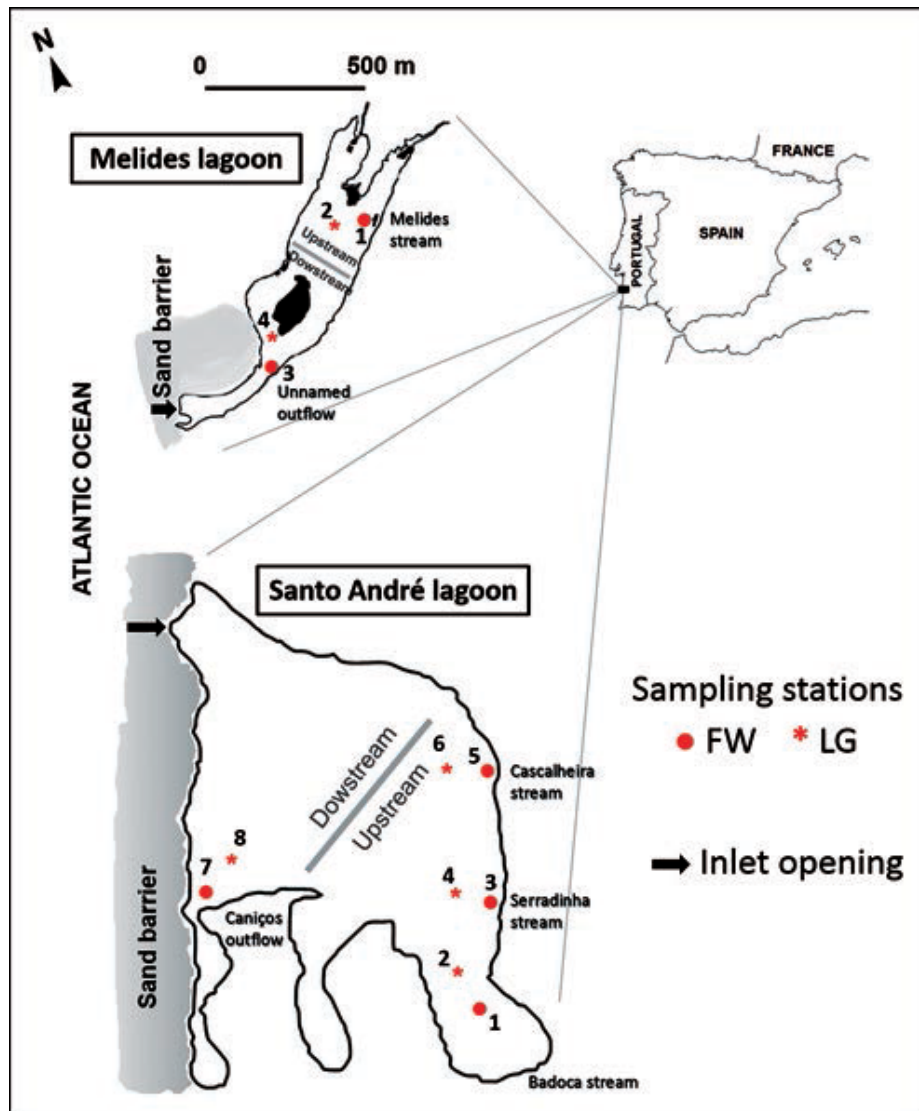 N
0 500 m
Melides lagoon
FRANCE
SPAIN
PORTUGAL
2
1
Melides
stream
Upstream
Dowstream
4
3
Unnamed
outflow
Sand barrier
ATLANTIC OCEAN
Santo André lagoon
Sampling stations
FW * LG
Inlet opening
Dowstream
Upstream
6
5
Cascalheira
stream
8
7
4
3
Serradinha
stream
Caniços
outflow
2
1
Sand barrier
Badoca stream